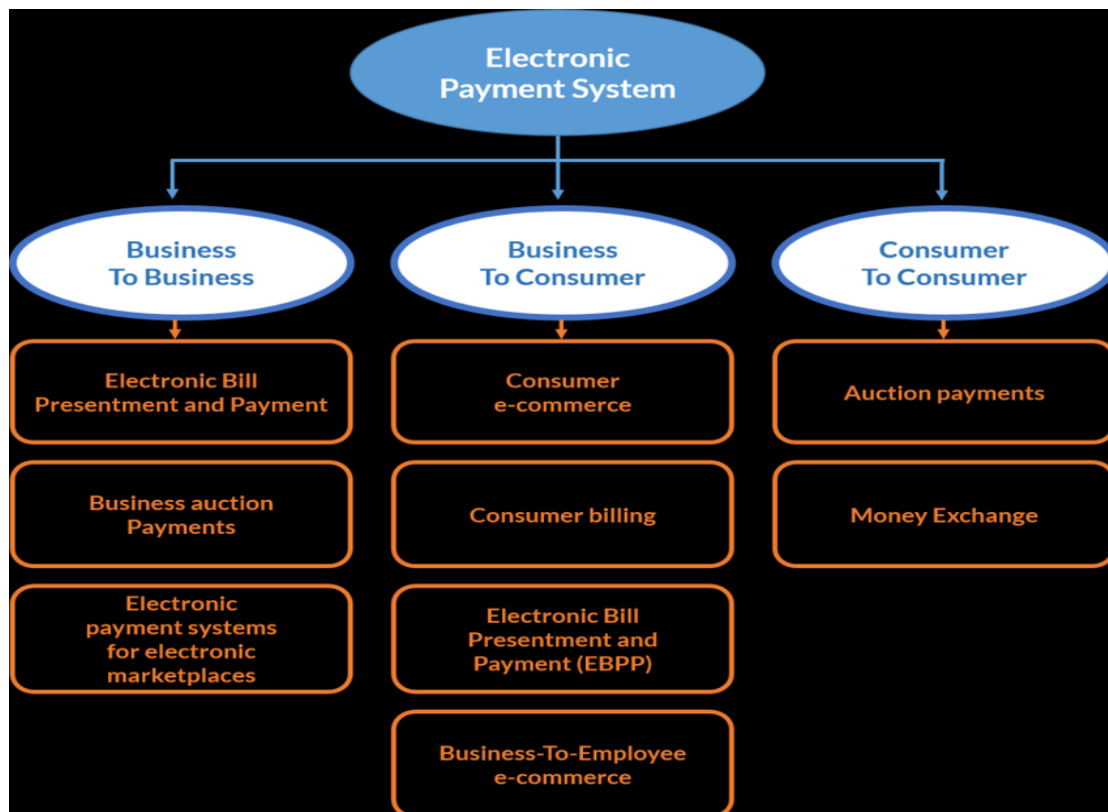 Electronic
Payment System
Business
To Business
Business
To Consumer
Consumer
To Consumer
Electronic Bill
Presentment and Payment
Consumer
e-commerce
Auction payments
Business auction
Payments
Consumer billing
Money Exchange
Electronic
payment systems
for electronic
marketplaces
Electronic Bill
Presentment and
Payment (EBPP)
Business-To-Employee
e-commerce